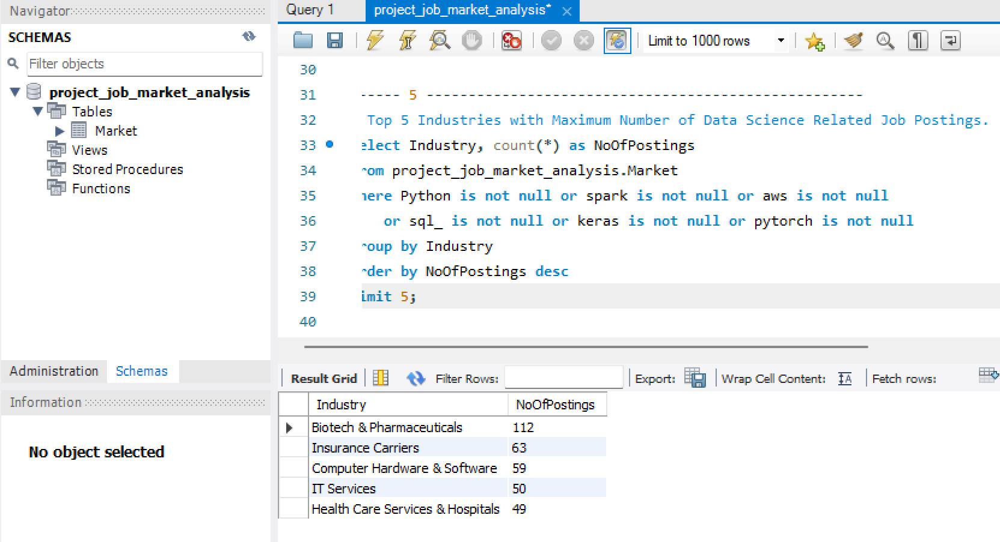 Navigator
SCHEMAS
Filter objects
project_job_market_analysis
Tables
Market
Views
Stored Procedures
Functions
Administration Schemas
Information
No object selected
Query 1 project_job_market_analysis*
Limit to 1000 rows
30
31 ----- 5 ----------------------------------------------------
32 Top 5 Industries with Maximum Number of Data Science Related Job Postings.
33 elect Industry, count(*) as NoOfPostings
34 rom project_job_market_analysis.Market
35 here Python is not null or spark is not null or aws is not null
36 or sql_ is not null or keras is not null or pytorch is not null
37 roup by Industry
38 rder by NoOfPostings desc
39 imit 5;
40
Result Grid Filter Rows: Export: Wrap Cell Content: Fetch rows:
Industry NoOfPostings
Biotech & Pharmaceuticals 112
Insurance Carriers 63
Computer Hardware & Software 59
IT Services 50
Health Care Services & Hospitals 49